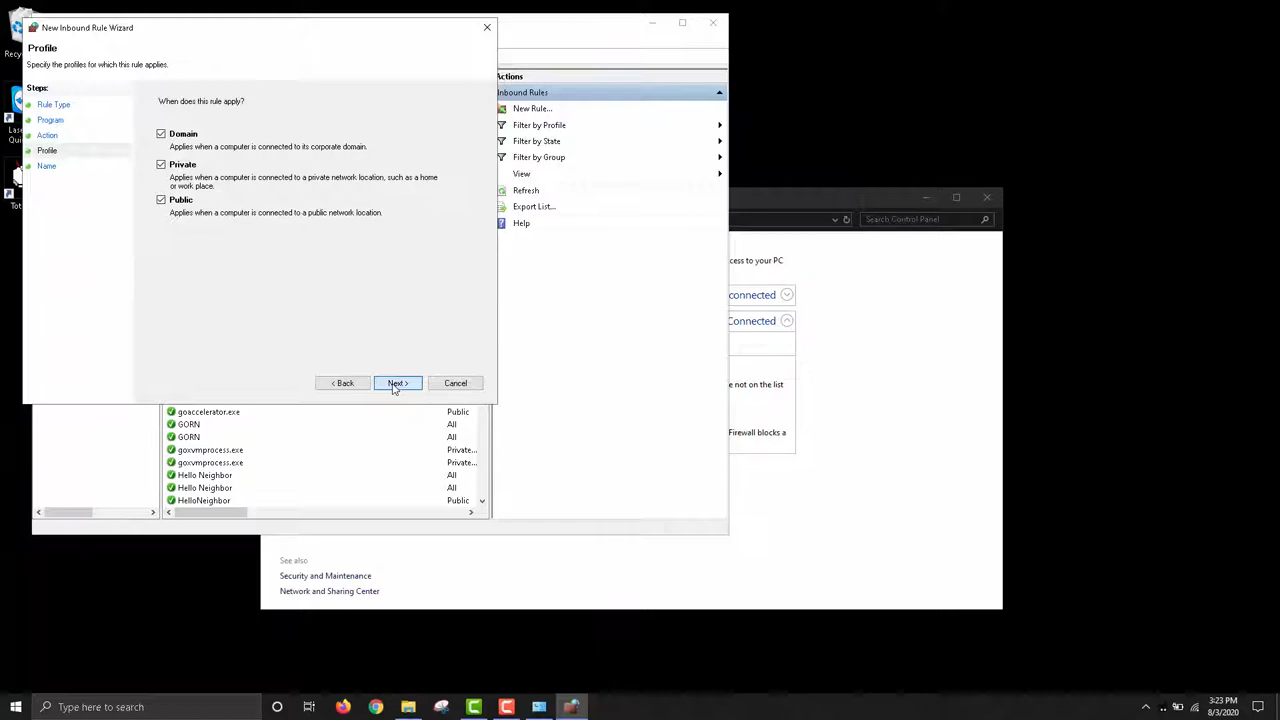 New Inbound Rule Wizard
Profile
Specify the profiles for which this rule applies.
Steps:
Rule Type
Program
Action
Profile
Name
When does this rule apply?
Domain
Applies when a computer is connected to its corporate domain.
Private
Applies when a computer is connected to a private network location, such as a home
or work place.
Public
Applies when a computer is connected to a public network location.
< Back
Next >
Cancel
Actions
Inbound Rules
New Rule...
Filter by Profile
Filter by State
Filter by Group
View
Refresh
Export List...
Help
goaccelerator.exe Public
GORN All
GORN All
goxvmprocess.exe Private...
goxvmprocess.exe Private...
Hello Neighbor All
Hello Neighbor All
HelloNeighbor Public
Search Control Panel
cess to your PC
connected
Connected
e not on the list
Firewall blocks a
See also
Security and Maintenance
Network and Sharing Center
Recy
Las
Qui
Tot
Type here to search
3:23 PM
8/3/2020